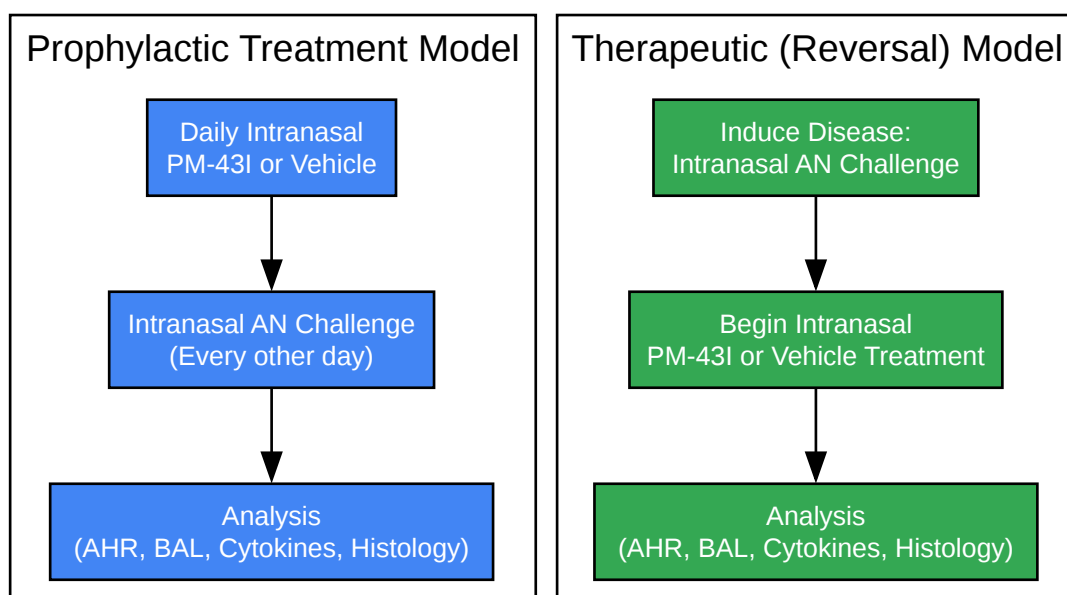 Prophylactic Treatment Model
Daily Intranasal
PM-43I or Vehicle
Intranasal AN Challenge
(Every other day)
Analysis
(AHR, BAL, Cytokines, Histology)
Therapeutic (Reversal) Model
Induce Disease:
Intranasal AN Challenge
Begin Intranasal
PM-43I or Vehicle Treatment
Analysis
(AHR, BAL, Cytokines, Histology)